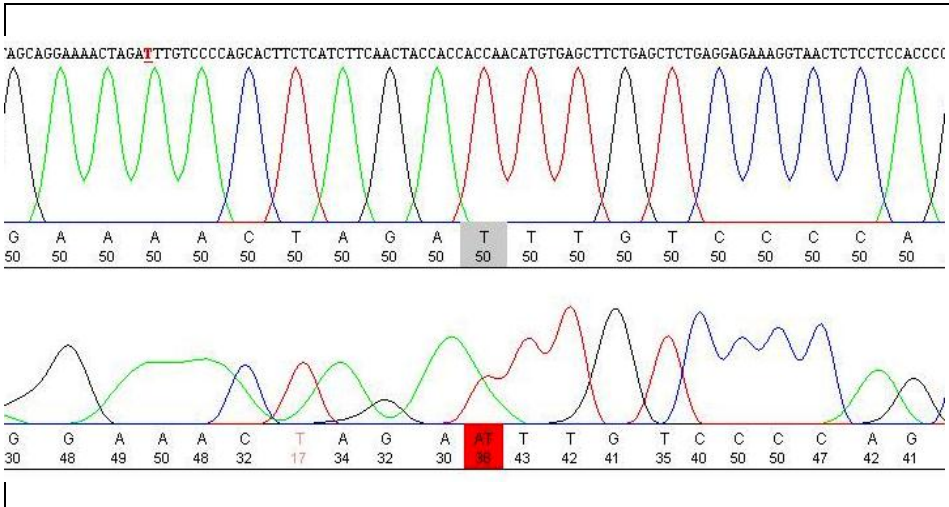 AGCAGGAAAACTAGATTTGTCCCCAGCACTTCTCATCTTCAACTACCACCACCAACATGTGAGCTTCTGAGCTCTGAGGAGAAAGGTAACTCTCCTCCACCC
G A A A A C T A G A T T T G T C C C C A
50 50 50 50 50 50 50 50 50 50 50 50 50 50 50 50 50 50 50 50
G G A A A C T A G A AT T T G T C C C C A G
30 48 49 50 48 32 17 34 32 30 38 43 42 41 35 40 50 50 47 42 41